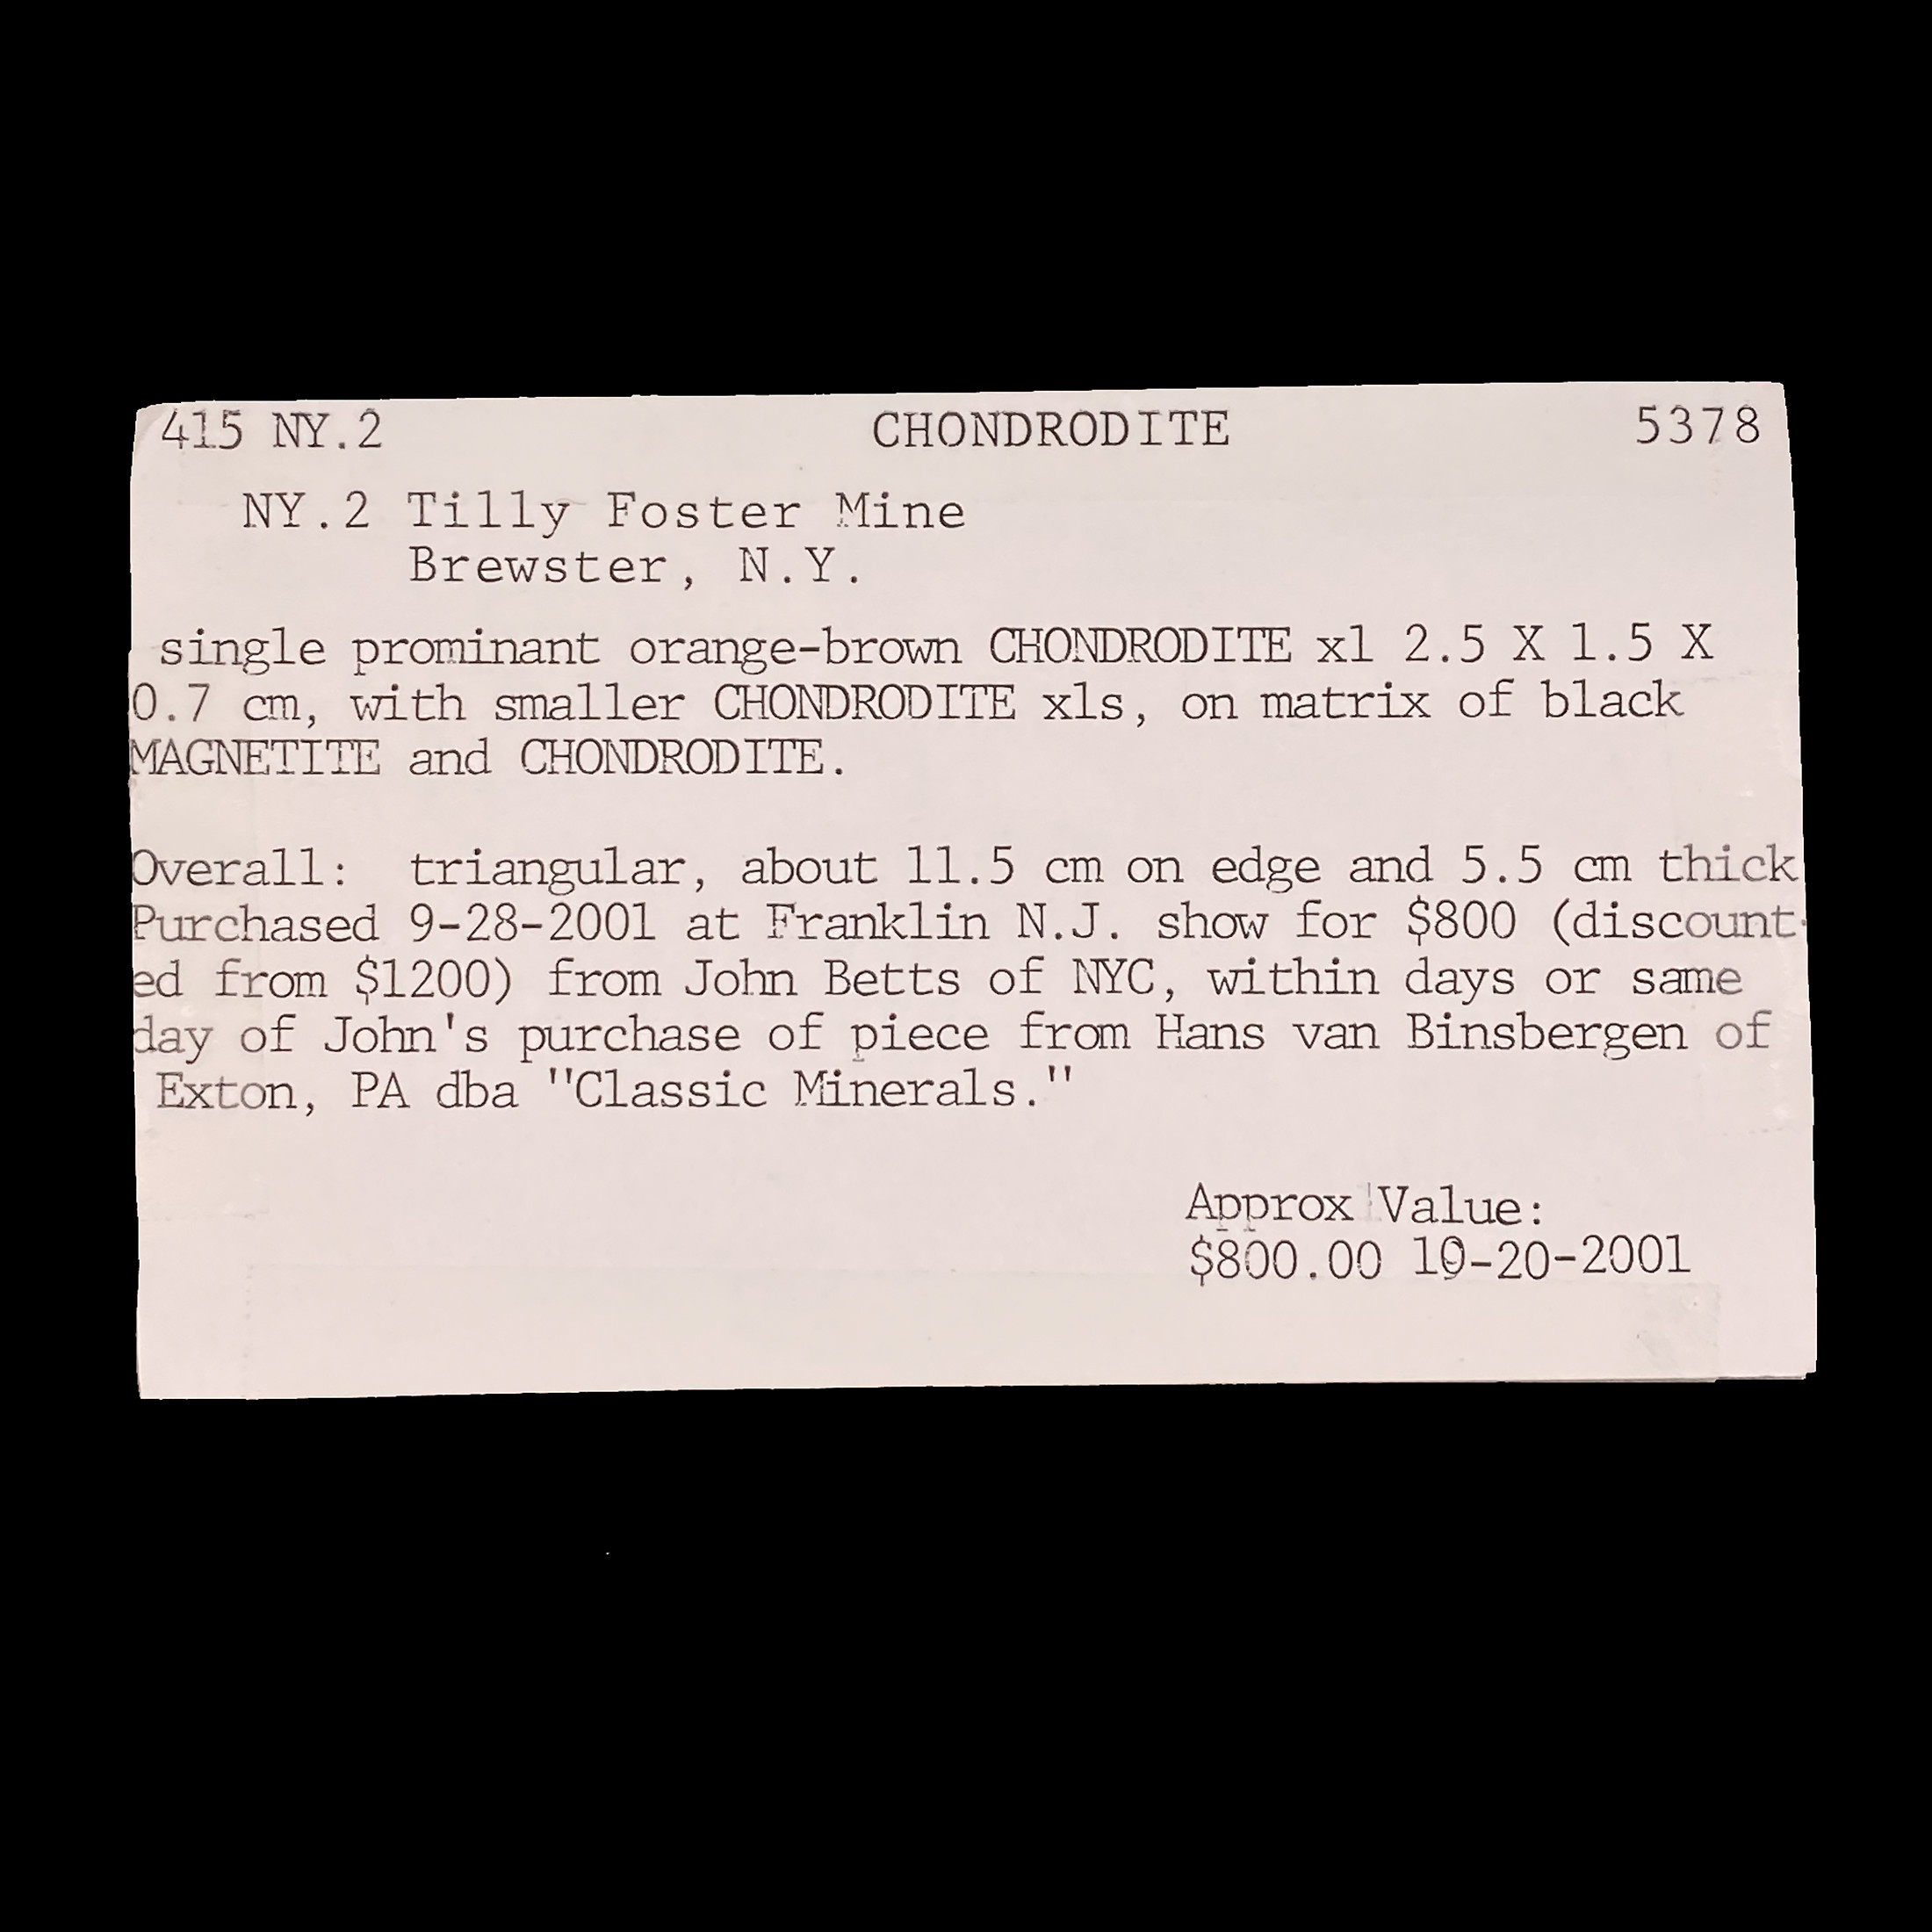 415 NY.2 CHONDRODITE 5378
NY.2 Tilly Foster Mine
Brewster, N.Y.
single prominant orange-brown CHONDRODITE xl 2.5 X 1.5 X
0.7 cm, with smaller CHONDRODITE xls, on matrix of black
MAGNETITE and CHONDRODITE.
Overall: triangular, about 11.5 cm on edge and 5.5 cm thick
Purchased 9-28-2001 at Franklin N.J. show for $800 (discount-
ed from $1200) from John Betts of NYC, within days or same
day of John's purchase of piece from Hans van Binsbergen of
Exton, PA dba "Classic Minerals."
Approx Value:
$800.00 10-20-2001